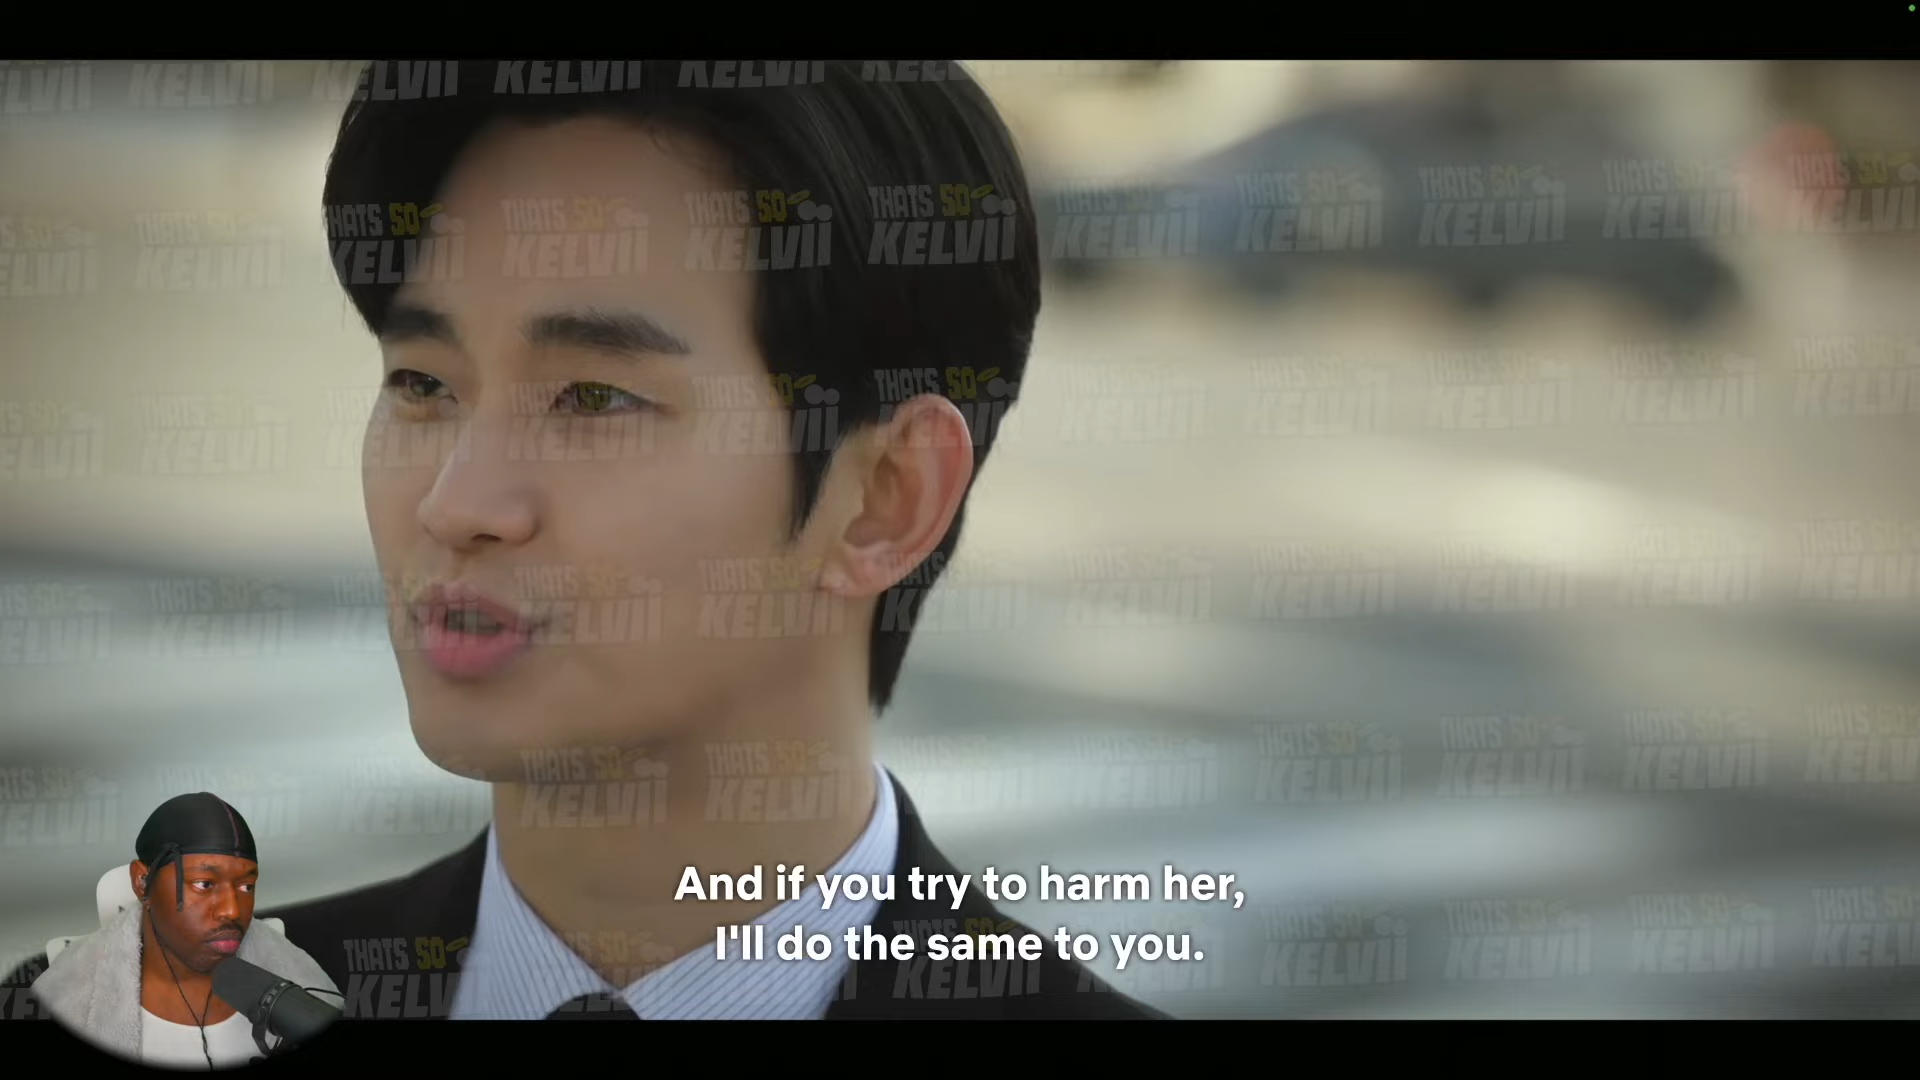 THATS SO
KELVII
And if you try to harm her,
I'll do the same to you.